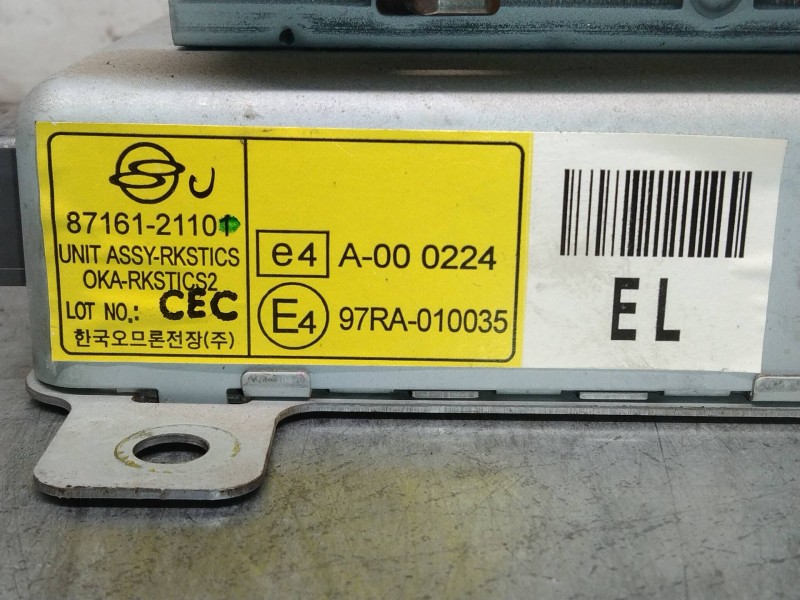 U
87161-21101
UNIT ASSY-RKSTICS
OKA-RKSTICS2
LOT NO.: CEC
한국오므론전장(주)
e4 A-00 0224
E4 97RA-010035
EL